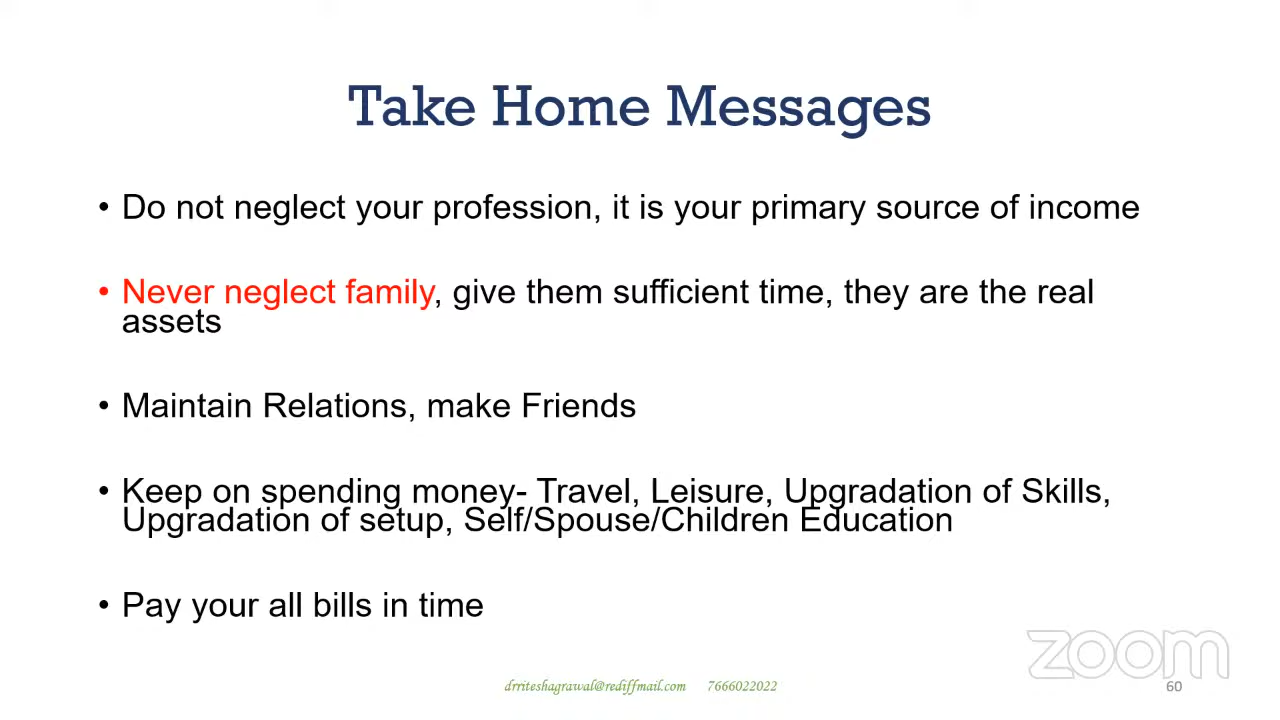 Take Home Messages
• Do not neglect your profession, it is your primary source of income
• Never neglect family, give them sufficient time, they are the real
assets
• Maintain Relations, make Friends
• Keep on spending money- Travel, Leisure, Upgradation of Skills,
Upgradation of setup, Self/Spouse/Children Education
• Pay your all bills in time
zoom
drriteshagrawal@rediffmail.com 7666022022
60